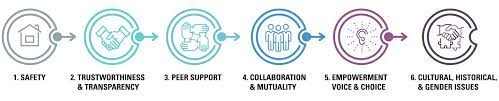 1. SAFETY
2. TRUSTWORTHINESS
& TRANSPARENCY
3. PEER SUPPORT
4. COLLABORATION
& MUTUALITY
5. EMPOWERMENT
VOICE & CHOICE
6. CULTURAL, HISTORICAL,
& GENDER ISSUES